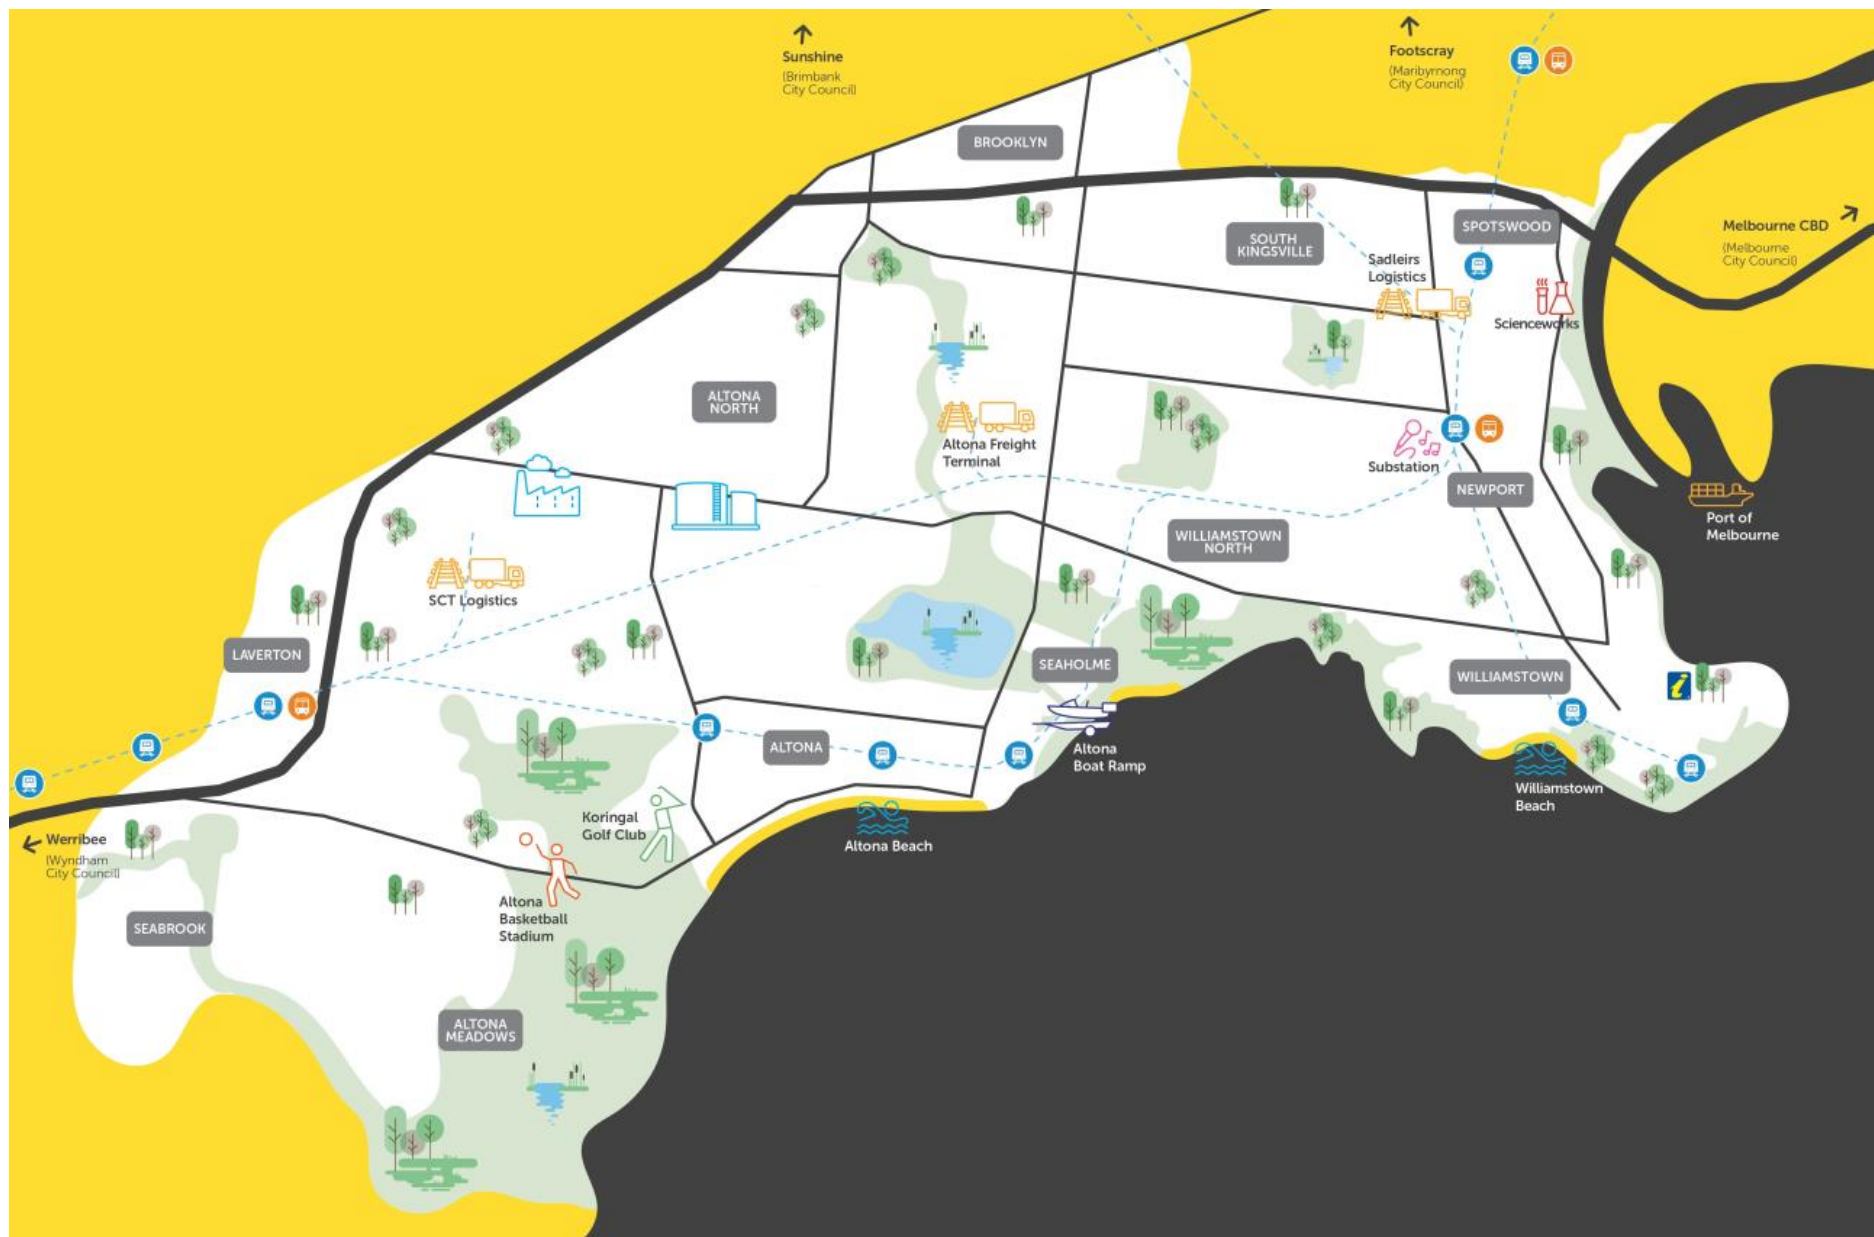 Sunshine
(Brimbank
City Council)
Footscray
(Maribyrnong
City Council)
BROOKLYN
SPOTSWOOD
Melbourne CBD
(Melbourne
City Council)
SOUTH
KINGSVILLE
Sadleirs
Logistics
Scienceworks
ALTONA
NORTH
Altona Freight
Terminal
Substation
NEWPORT
Port of
Melbourne
WILLIAMSTOWN
NORTH
SCT Logistics
LAVERTON
SEAHOLME
WILLIAMSTOWN
i
ALTONA
Altona
Boat Ramp
Williamstown
Beach
Koringal
Golf Club
Altona Beach
Werribee
(Wyndham
City Council)
Altona
Basketball
Stadium
SEABROOK
ALTONA
MEADOWS